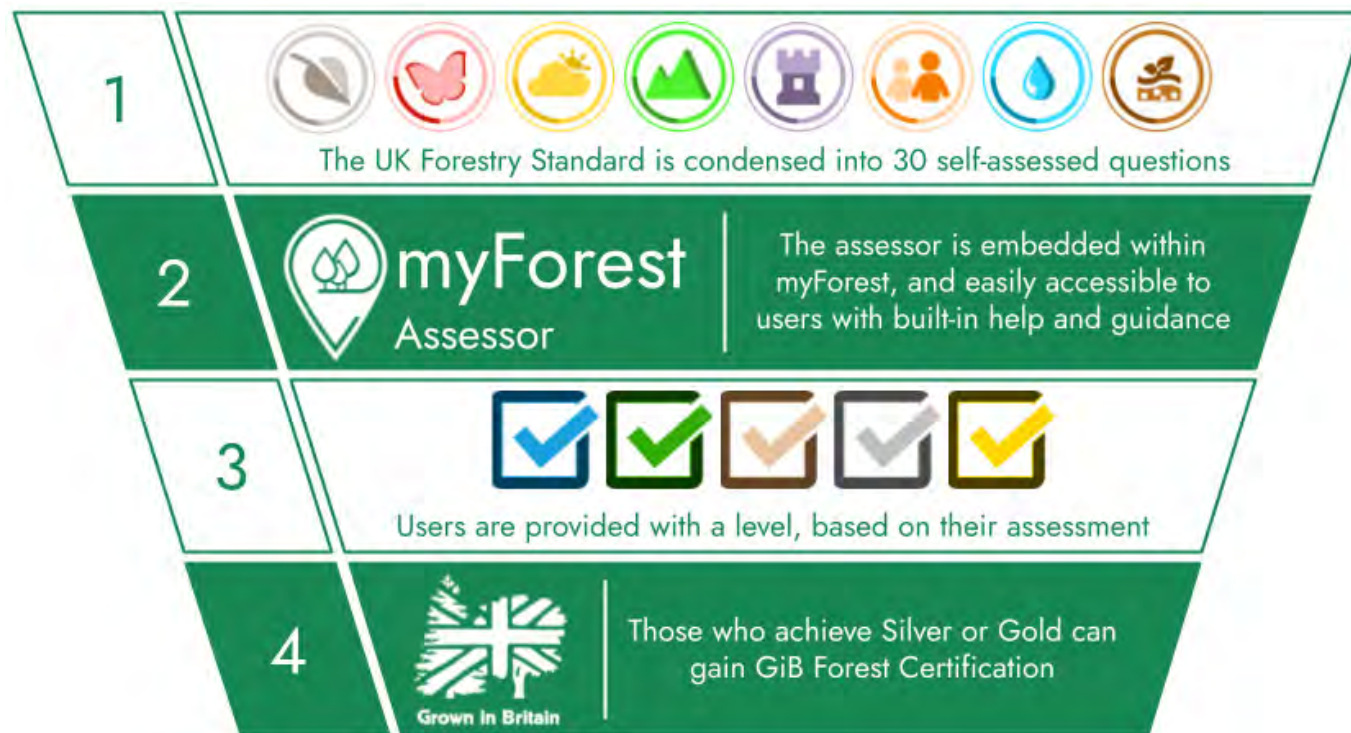 1
The UK Forestry Standard is condensed into 30 self-assessed questions
2
myForest
Assessor
The assessor is embedded within
myForest, and easily accessible to
users with built-in help and guidance
3
Users are provided with a level, based on their assessment
4
Grown in Britain
Those who achieve Silver or Gold can
gain GiB Forest Certification